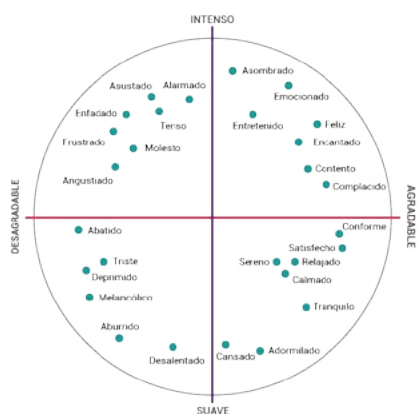 INTENSO
Asombrado
Asustado
Alarmado
Emocionado
Enfadado
Tenso
Entretenido
Feliz
Frustrado
Molesto
Encantado
Angustiado
Contento
Complacido
DESAGRADABLE
AGRADABLE
Abatido
Conforme
Satisfecho
Triste
Sereno
Relajado
Deprimido
Calmado
Melancólico
Tranquilo
Aburrido
Desalentado
Cansado
Adormilado
SUAVE